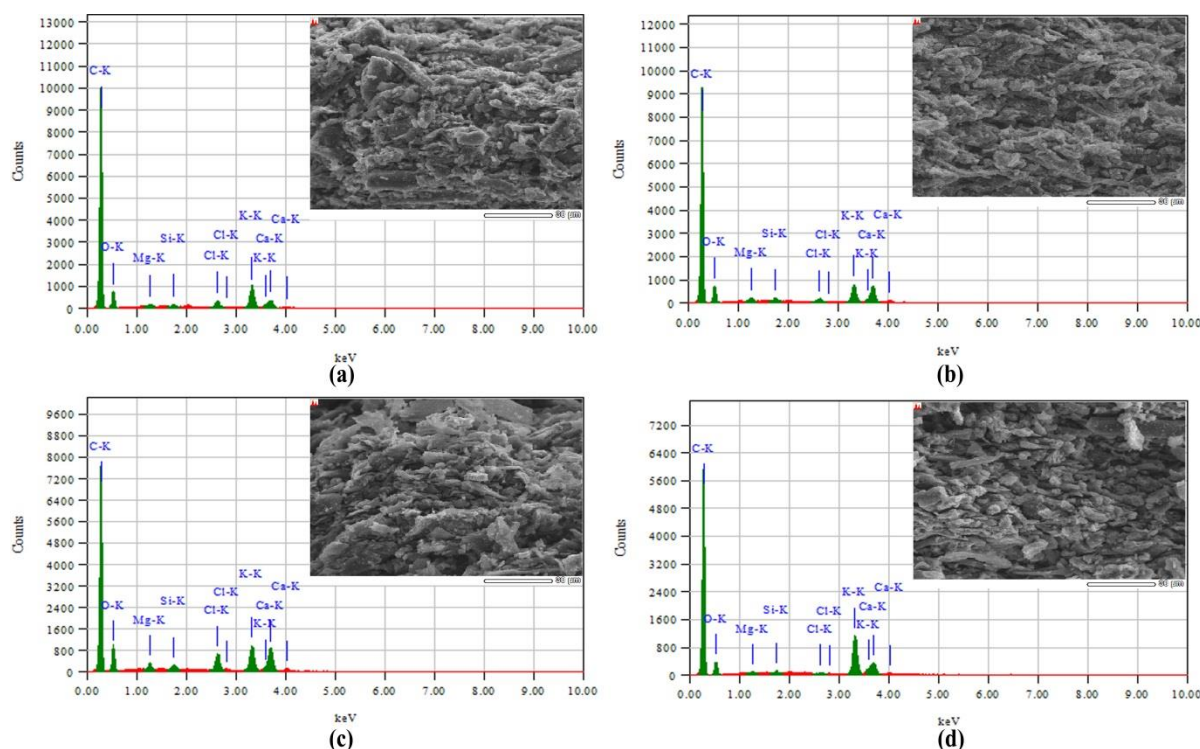 13000
12000
11000
10000
9000
8000
7000
6000
5000
4000
3000
2000
1000
0
Counts
C-K
O-K
Mg-K
Si-K
Cl-K
Cl-K
K-K
K-K
Ca-K
Ca-K
0.00 1.00 2.00 3.00 4.00 5.00 6.00 7.00 8.00 9.00 10.00
keV
(a)
12000
11000
10000
9000
8000
7000
6000
5000
4000
3000
2000
1000
0
Counts
C-K
O-K
Mg-K
Si-K
Cl-K
Cl-K
K-K
K-K
Ca-K
Ca-K
0.00 1.00 2.00 3.00 4.00 5.00 6.00 7.00 8.00 9.00 10.00
keV
(b)
9600
8800
8000
7200
6400
5600
4800
4000
3200
2400
1600
800
0
Counts
C-K
O-K
Mg-K
Si-K
Cl-K
Cl-K
K-K
K-K
Ca-K
Ca-K
0.00 1.00 2.00 3.00 4.00 5.00 6.00 7.00 8.00 9.00 10.00
keV
(c)
7200
6400
5600
4800
4000
3200
2400
1600
800
0
Counts
C-K
O-K
Mg-K
Si-K
Cl-K
Cl-K
K-K
K-K
Ca-K
Ca-K
0.00 1.00 2.00 3.00 4.00 5.00 6.00 7.00 8.00 9.00 10.00
keV
(d)